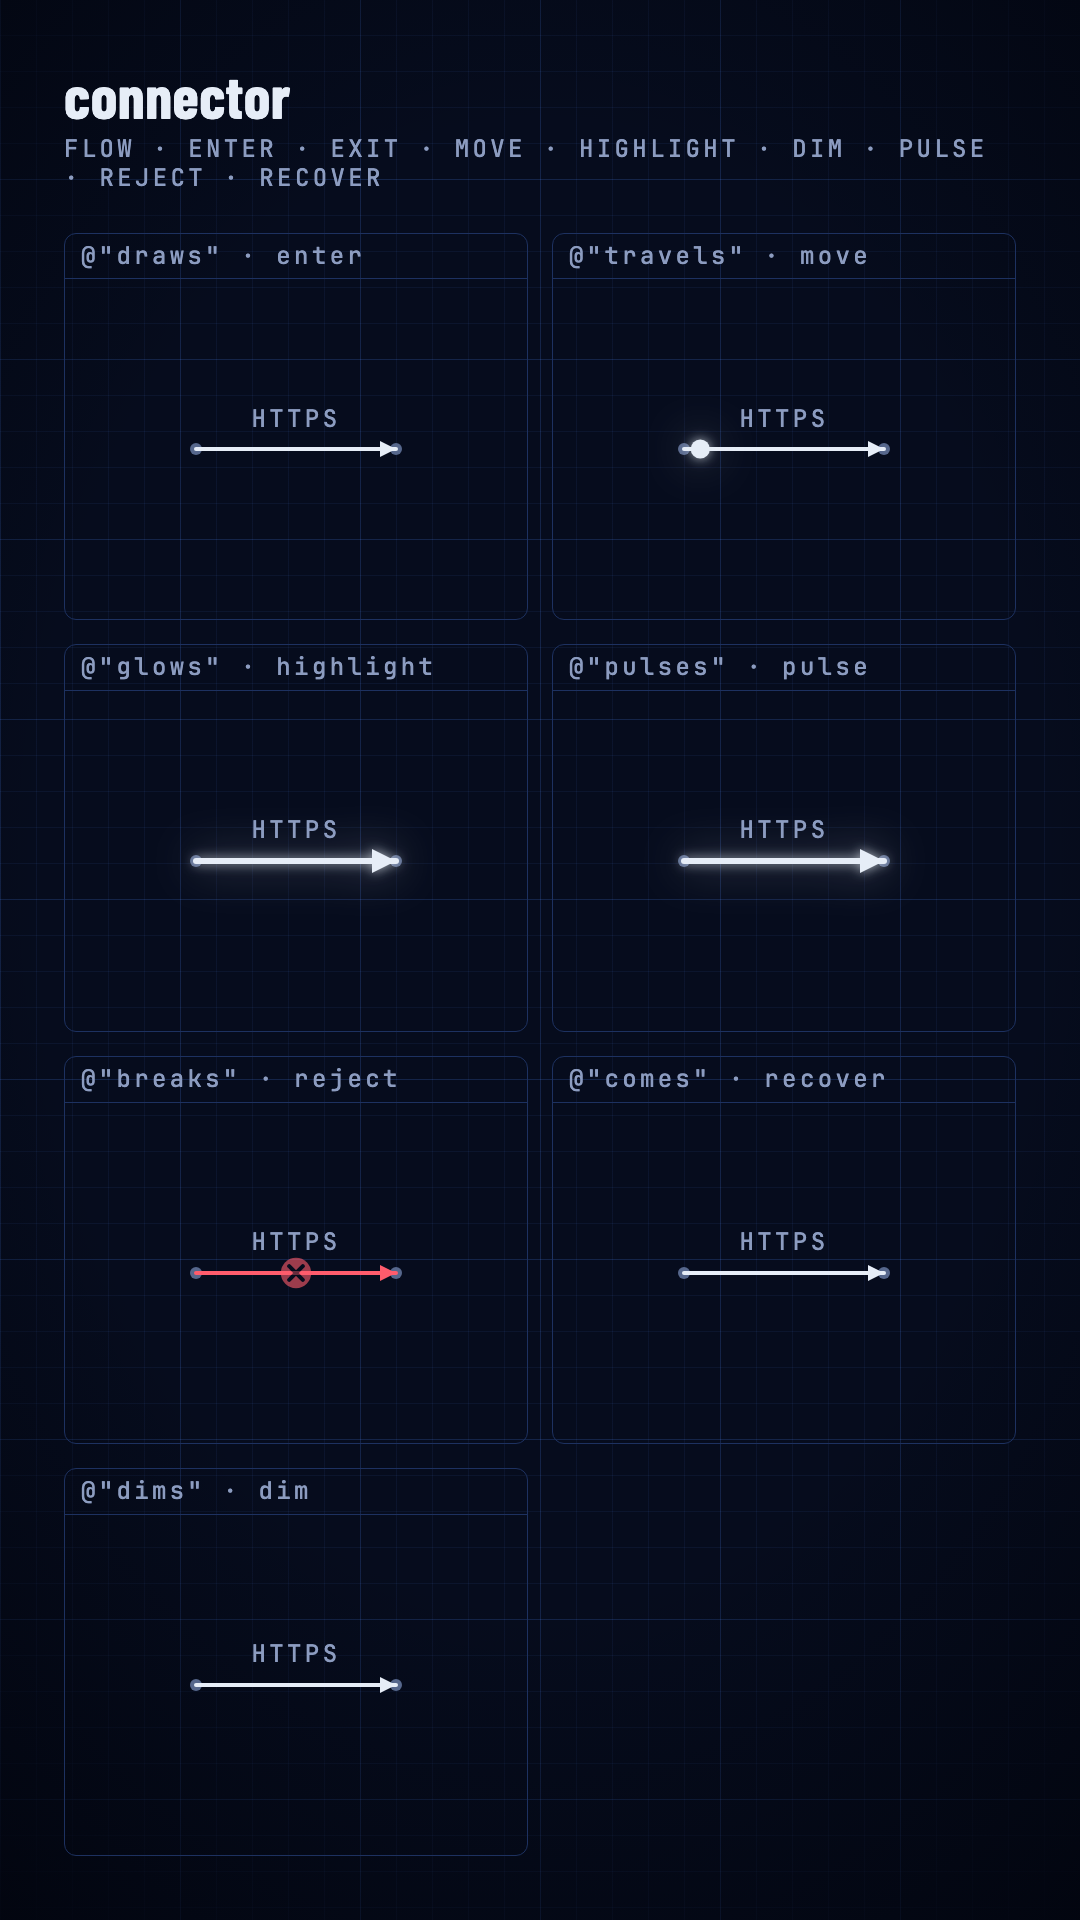 connector
FLOW · ENTER · EXIT · MOVE · HIGHLIGHT · DIM · PULSE
· REJECT · RECOVER
@"draws" · enter
HTTPS
@"travels" · move
HTTPS
@"glows" · highlight
HTTPS
@"pulses" · pulse
HTTPS
@"breaks" · reject
HTTPS
@"comes" · recover
HTTPS
@"dims" · dim
HTTPS